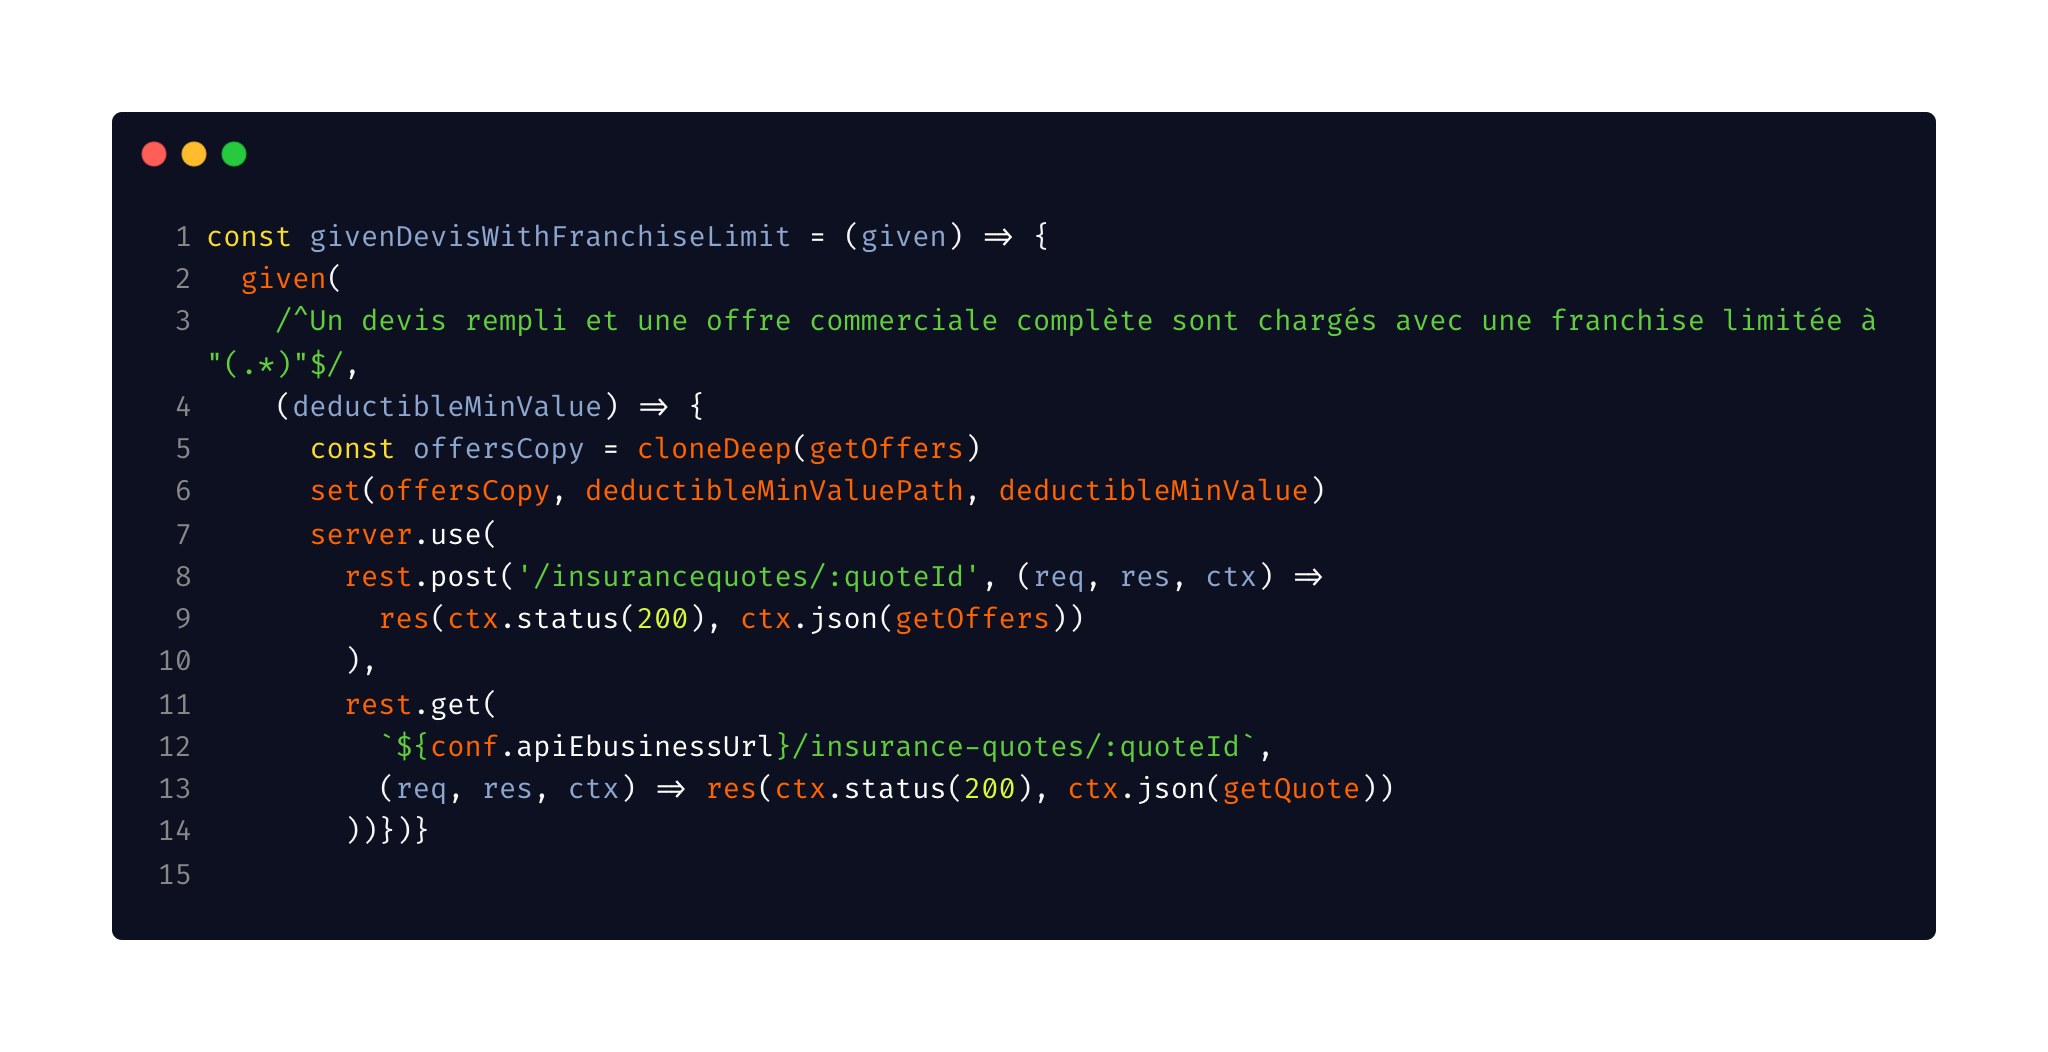 1 const givenDevisWithFranchiseLimit = (given) => {
2   given(
3     /^Un devis rempli et une offre commerciale complète sont chargés avec une franchise limitée à
"(.*)"$/,
4     (deductibleMinValue) => {
5       const offersCopy = cloneDeep(getOffers)
6       set(offersCopy, deductibleMinValuePath, deductibleMinValue)
7       server.use(
8         rest.post('/insurancequotes/:quoteId', (req, res, ctx) =>
9           res(ctx.status(200), ctx.json(getOffers))
10         ),
11         rest.get(
12           `${conf.apiEbusinessUrl}/insurance-quotes/:quoteId`,
13           (req, res, ctx) => res(ctx.status(200), ctx.json(getQuote))
14         ))})}
15